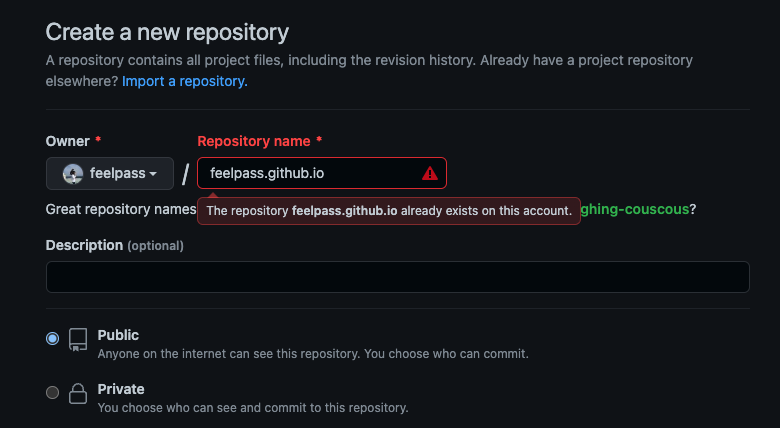 Create a new repository
A repository contains all project files, including the revision history. Already have a project repository
elsewhere? Import a repository.
Owner *
Repository name *
feelpass
/
feelpass.github.io
Great repository names
The repository feelpass.github.io already exists on this account.
ghing-couscous?
Description (optional)
Public
Anyone on the internet can see this repository. You choose who can commit.
Private
You choose who can see and commit to this repository.